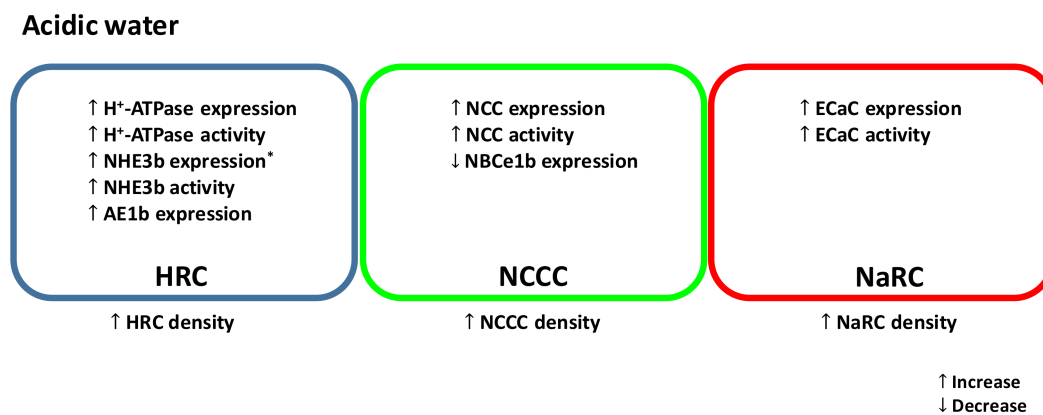 Acidic water
↑ H⁺-ATPase expression
↑ H⁺-ATPase activity
↑ NHE3b expression*
↑ NHE3b activity
↑ AE1b expression
HRC
↑ HRC density
↑ NCC expression
↑ NCC activity
↓ NBCe1b expression
NCCC
↑ NCCC density
↑ ECaC expression
↑ ECaC activity
NaRC
↑ NaRC density
↑ Increase
↓ Decrease